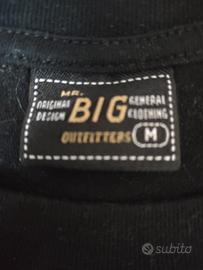 MR.
ORIGINAL BIG GENERAL
DESIGN CLOTHING
OUTFITTERS M
subito